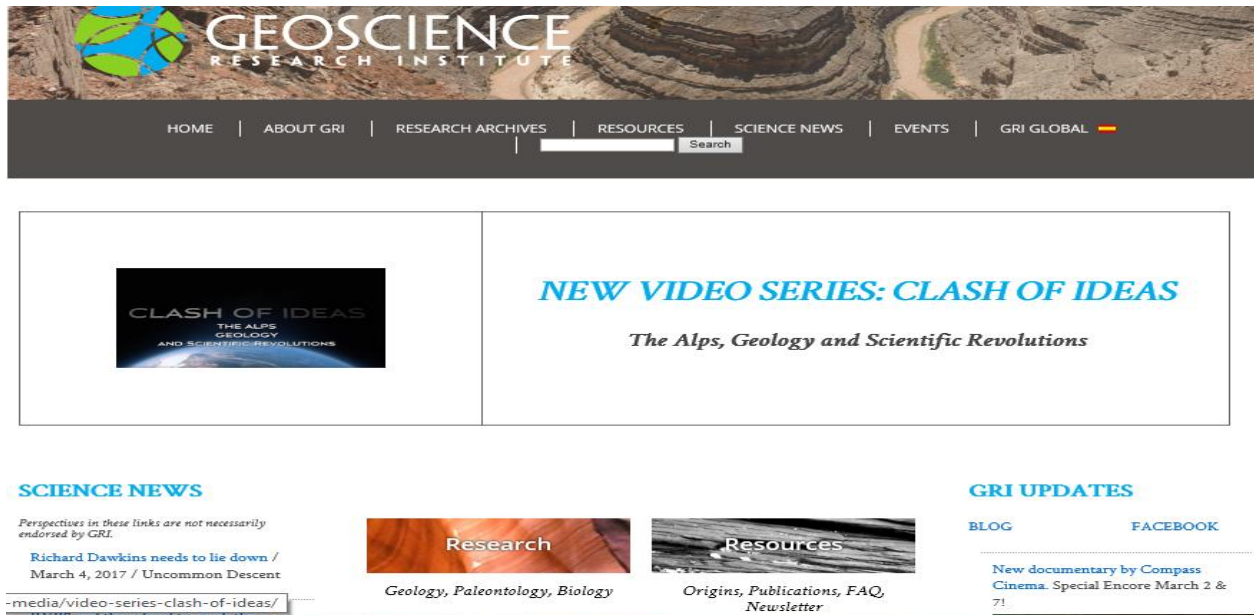 GEOSCIENCE
RESEARCH INSTITUTE
HOME | ABOUT GRI | RESEARCH ARCHIVES | RESOURCES | SCIENCE NEWS | EVENTS | GRI GLOBAL
| Search
CLASH OF IDEAS
THE ALPS
GEOLOGY
AND SCIENTIFIC REVOLUTIONS
NEW VIDEO SERIES: CLASH OF IDEAS
The Alps, Geology and Scientific Revolutions
SCIENCE NEWS
Perspectives in these links are not necessarily
endorsed by GRI.
Richard Dawkins needs to lie down /
March 4, 2017 / Uncommon Descent
-media/video-series-clash-of-ideas/
Research
Geology, Paleontology, Biology
Resources
Origins, Publications, FAQ,
Newsletter
GRI UPDATES
BLOG FACEBOOK
New documentary by Compass
Cinema. Special Encore March 2 &
7!